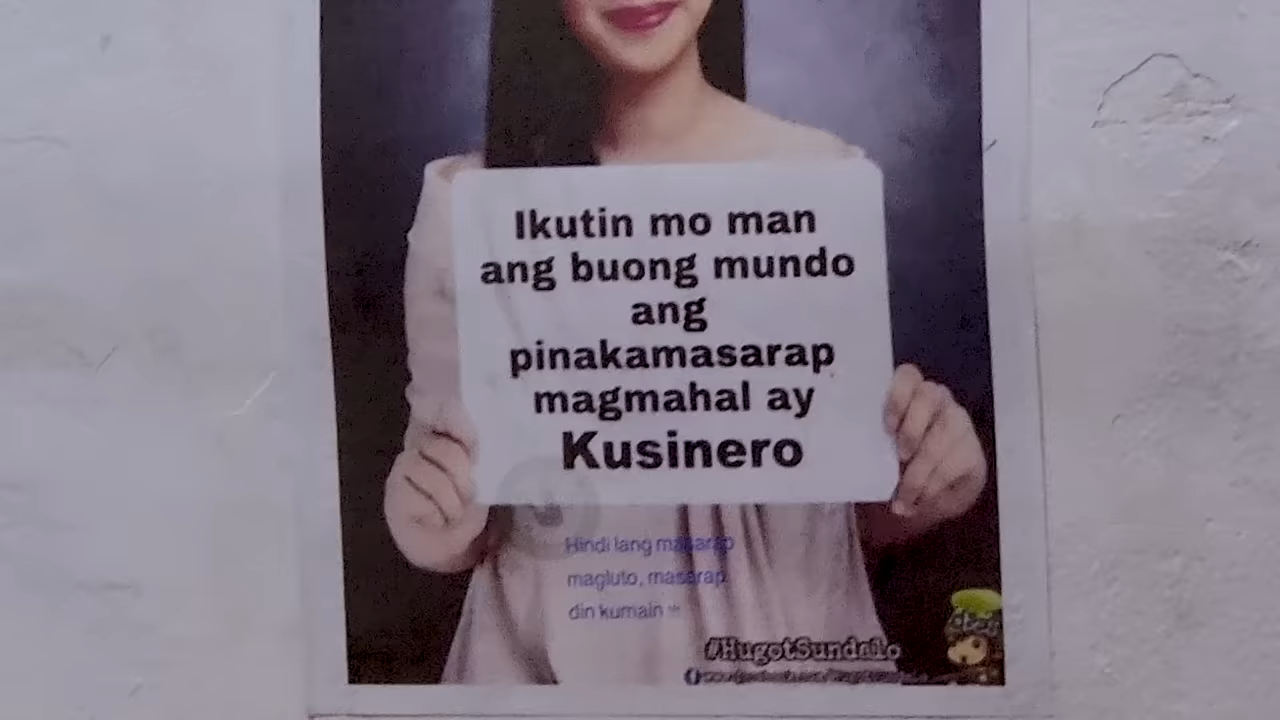 Ikutin mo man
ang buong mundo
ang
pinakamasarap
magmahal ay
Kusinero
Hindi lang masarap
magluto, masarap
din kumain !!!
#HugotSundalo